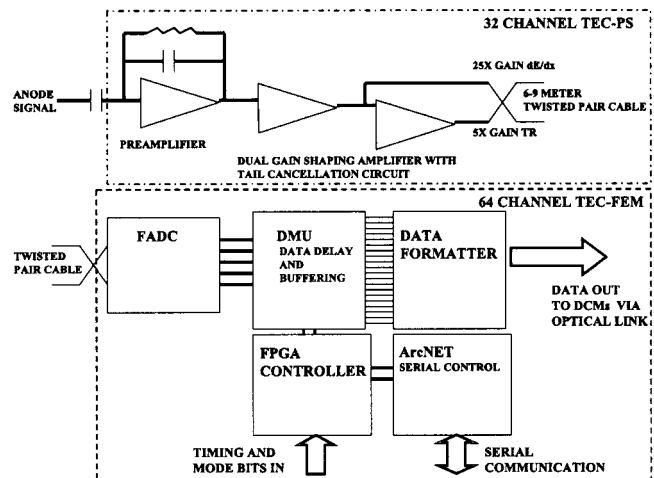 32 CHANNEL TEC-PS
25X GAIN dE/dx
ANODE
SIGNAL
6-9 METER
TWISTED PAIR CABLE
5X GAIN TR
PREAMPLIFIER
DUAL GAIN SHAPING AMPLIFIER WITH
TAIL CANCELLATION CIRCUIT
64 CHANNEL TEC-FEM
TWISTED
PAIR CABLE
FADC
DMU
DATA DELAY
AND
BUFFERING
DATA
FORMATTER
DATA OUT
TO DCMs VIA
OPTICAL LINK
FPGA
CONTROLLER
ArcNET
SERIAL CONTROL
TIMING AND
MODE BITS IN
SERIAL
COMMUNICATION